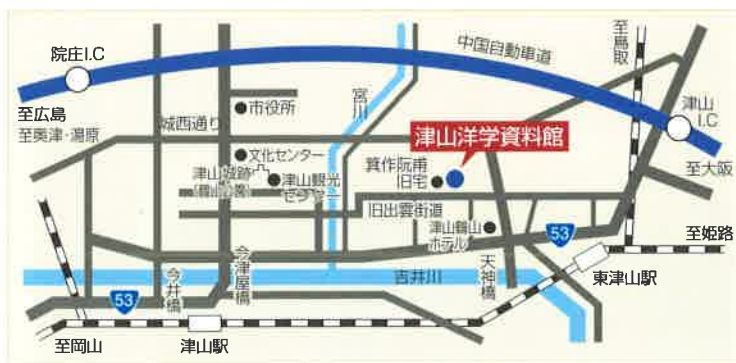 院庄I.C
至広島
至奥津・湯原
城西通り
市役所
宮川
中国自動車道
至鳥取
津山
I.C
至大阪
津山洋学資料館
箕作阮甫
旧宅
文化センター
津山城跡
(鶴山公園)
津山観光
センター
旧出雲街道
津山鶴山
ホテル
53
至姫路
東津山駅
今井橋
今津屋橋
吉井川
天神橋
53
至岡山
津山駅